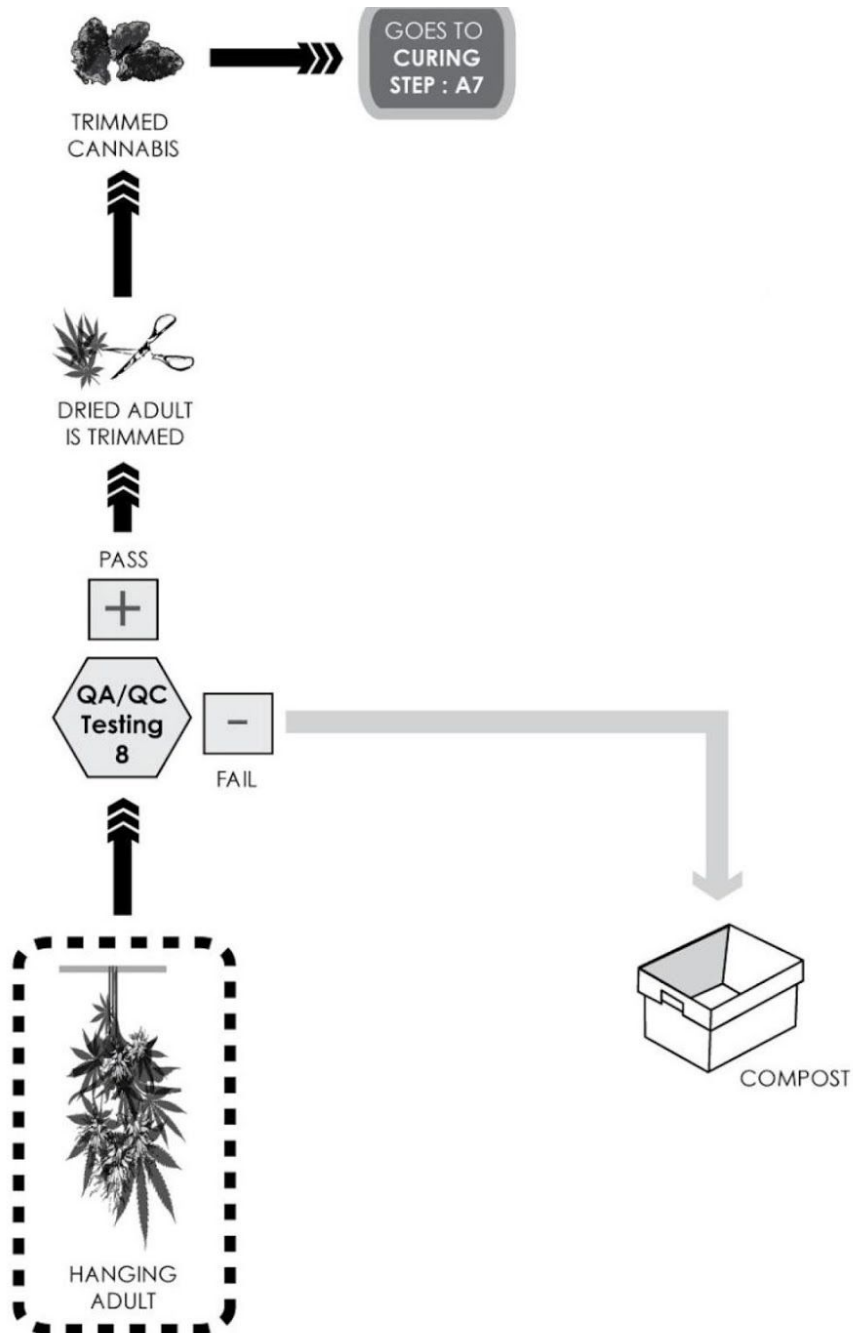 GOES TO
CURING
STEP : A7
TRIMMED
CANNABIS
DRIED ADULT
IS TRIMMED
PASS
+
QA/QC
Testing
8
-
FAIL
COMPOST
HANGING
ADULT